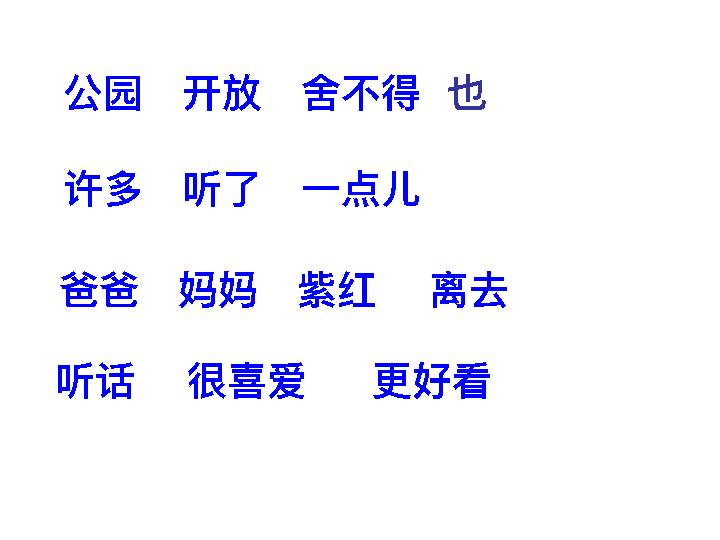 公园 开放 舍不得 也
许多 听了 一点儿
爸爸 妈妈 紫红 离去
听话 很喜爱 更好看